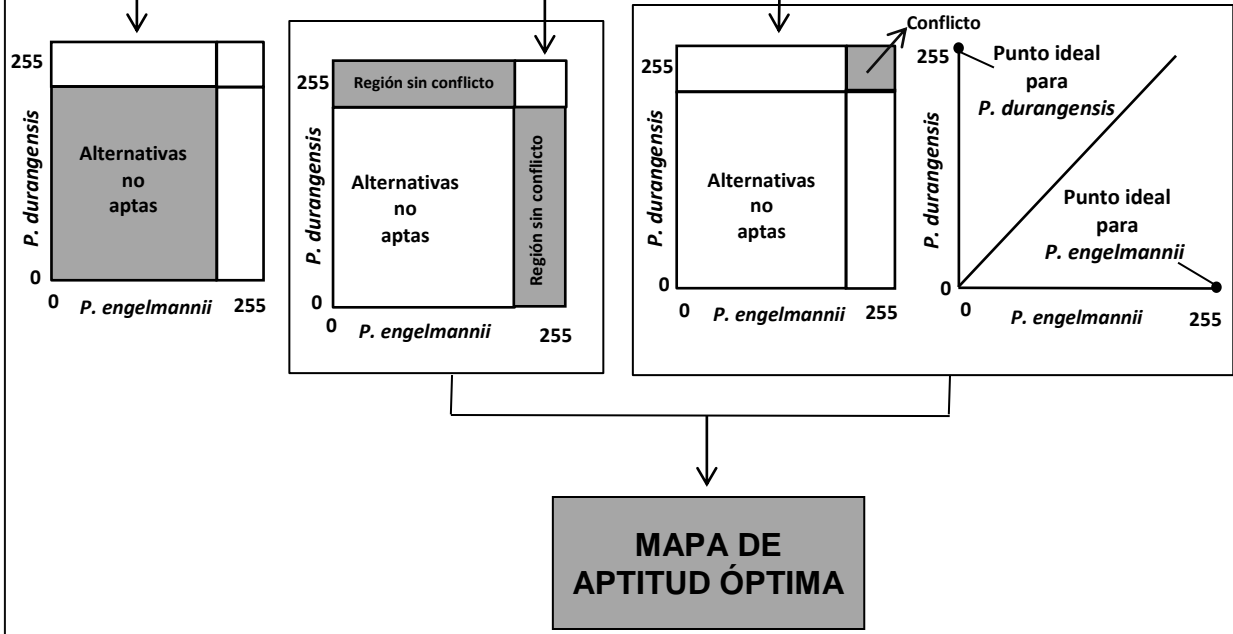 255
P. durangensis
Alternativas
no
aptas
0
0
P. engelmannii
255
255
Región sin conflicto
P. durangensis
Alternativas
no
aptas
Región sin conflicto
0
0
P. engelmannii
255
Conflicto
255
P. durangensis
Alternativas
no
aptas
0
0
P. engelmannii
255
255
Punto ideal
para
P. durangensis
P. durangensis
Punto ideal
para
P. engelmannii
0
0
P. engelmannii
255
MAPA DE
APTITUD ÓPTIMA